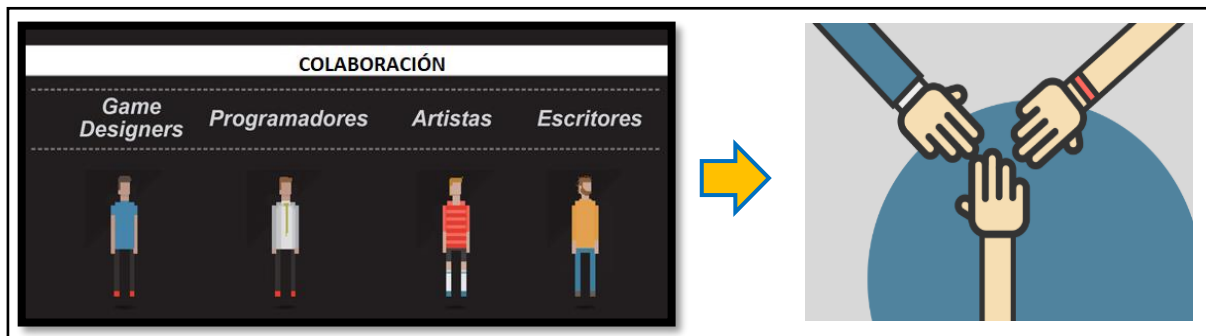 COLABORACIÓN
Game
Designers
Programadores
Artistas
Escritores